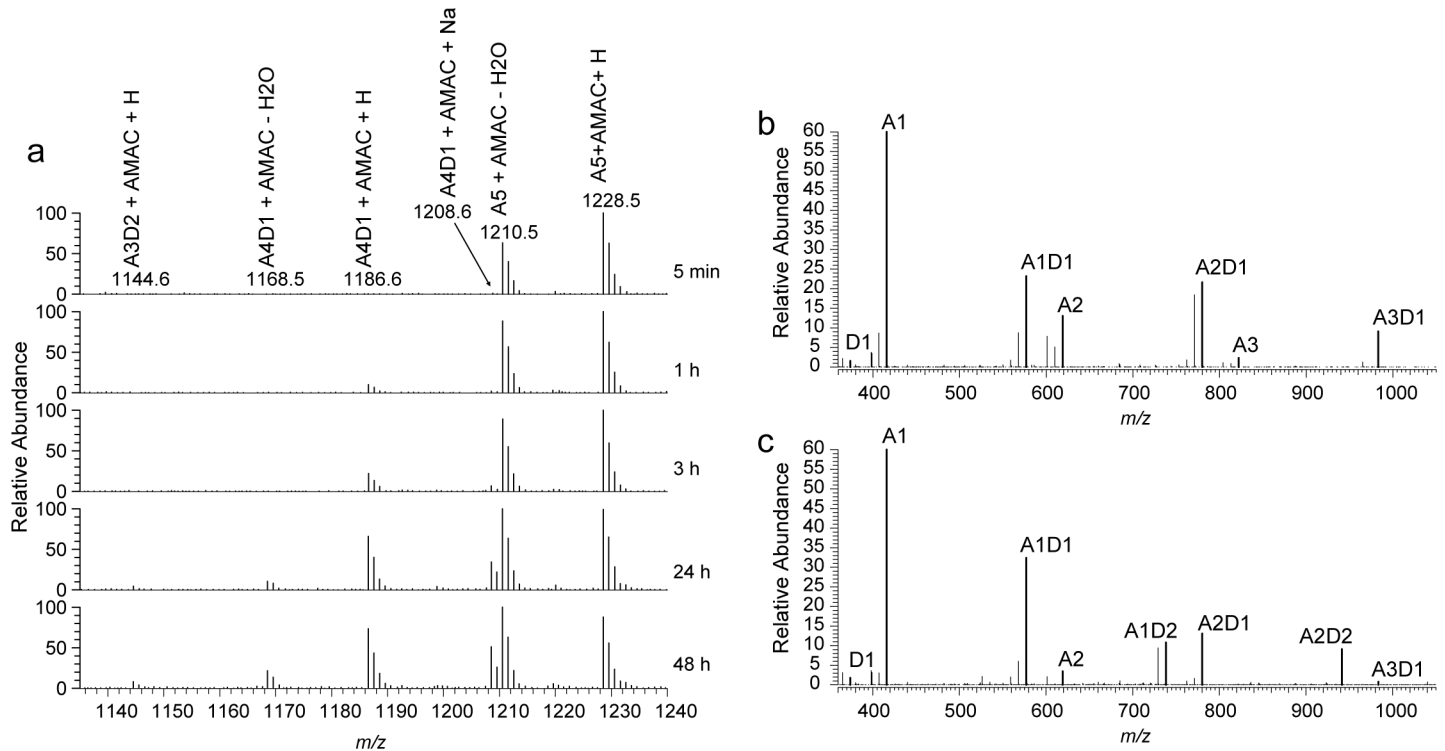 a
A3D2 + AMAC + H
A4D1 + AMAC - H2O
A4D1 + AMAC + H
A4D1 + AMAC + Na
A5 + AMAC - H2O
A5+AMAC+ H
1144.6
1168.5
1186.6
1208.6
1210.5
1228.5
Relative Abundance
100
50
0
5 min
100
50
0
1 h
100
50
0
3 h
100
50
0
24 h
100
50
0
48 h
1140 1150 1160 1170 1180 1190 1200 1210 1220 1230 1240
m/z
b
Relative Abundance
60
55
50
45
40
35
30
25
20
15
10
5
0
A1
A1D1
A2
A2D1
A3
A3D1
D1
400 500 600 700 800 900 1000
m/z
c
Relative Abundance
60
55
50
45
40
35
30
25
20
15
10
5
0
A1
A1D1
A1D2
A2D1
A2D2
D1
A2
A3D1
400 500 600 700 800 900 1000
m/z